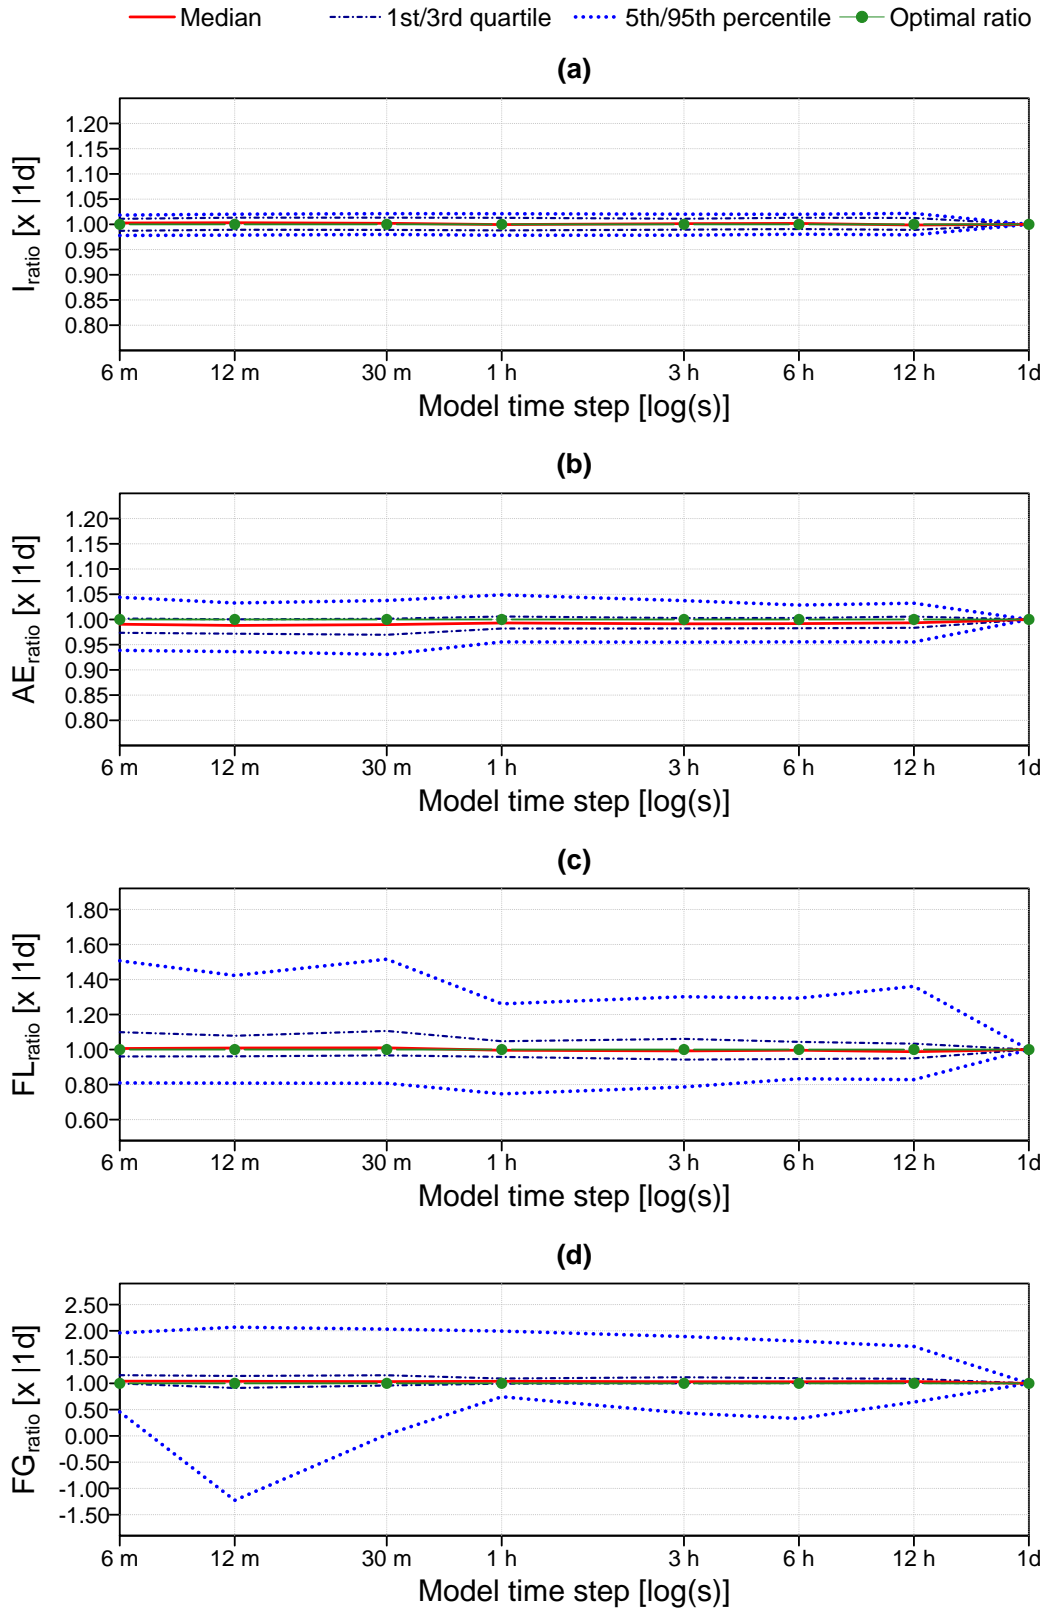 Median 1st/3rd quartile 5th/95th percentile Optimal ratio
(a)
I_ratio [x |1d]
1.20
1.15
1.10
1.05
1.00
0.95
0.90
0.85
0.80
6 m 12 m 30 m 1 h 3 h 6 h 12 h 1d
Model time step [log(s)]
(b)
AE_ratio [x |1d]
1.20
1.15
1.10
1.05
1.00
0.95
0.90
0.85
0.80
6 m 12 m 30 m 1 h 3 h 6 h 12 h 1d
Model time step [log(s)]
(c)
FL_ratio [x |1d]
1.80
1.60
1.40
1.20
1.00
0.80
0.60
6 m 12 m 30 m 1 h 3 h 6 h 12 h 1d
Model time step [log(s)]
(d)
FG_ratio [x |1d]
2.50
2.00
1.50
1.00
0.50
0.00
-0.50
-1.00
-1.50
6 m 12 m 30 m 1 h 3 h 6 h 12 h 1d
Model time step [log(s)]